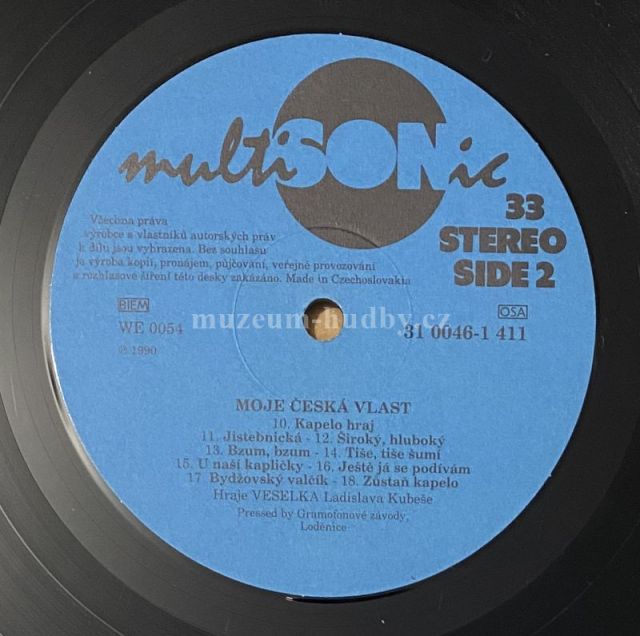 multiSONic
33
STEREO
SIDE 2
Všechna práva
výrobce a vlastníků autorských práv
k dílu jsou vyhrazena. Bez souhlasu
je výroba kopií, pronájem, půjčování, veřejné provozování
a rozhlasové šíření této desky zakázáno. Made in Czechoslovakia
BIEM
OSA
WE 0054
31 0046-1 411
muzeum-hudby.cz
℗ 1990
MOJE ČESKÁ VLAST
10. Kapelo hraj
11. Jistebnická - 12. Široký, hluboký
13. Bzum, bzum - 14. Tiše, tiše šumí
15. U naší kapličky - 16. Ještě já se podívám
17. Bydžovský valčík - 18. Zůstaň kapelo
Hraje VESELKA Ladislava Kubeše
Pressed by Gramofonové závody,
Loděnice